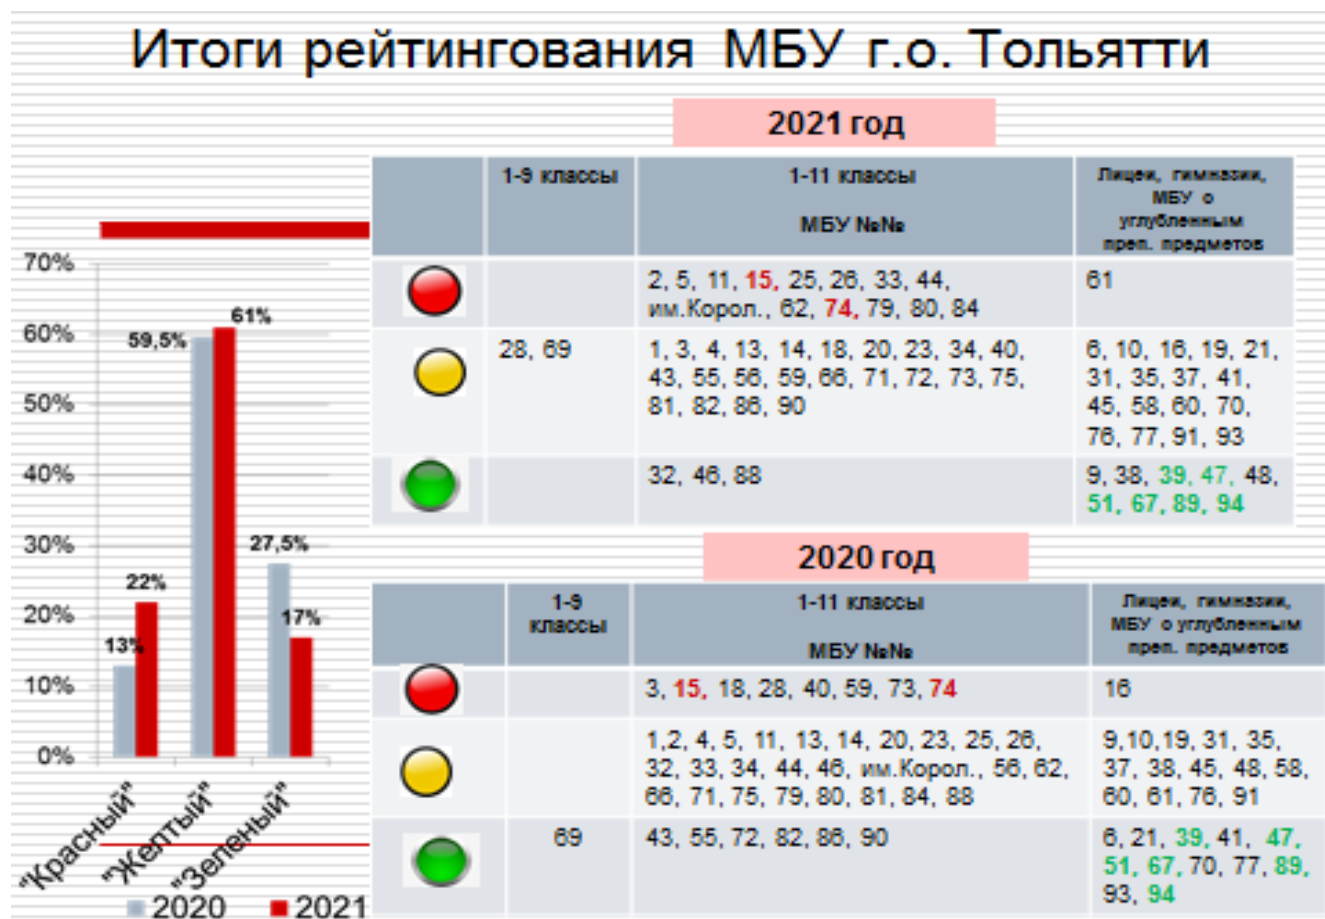 Итоги рейтингования МБУ г.о. Тольятти
2021 год
1-9 классы
1-11 классы
МБУ №№
Лицеи, гимназии,
МБУ с
углубленным
преп. предметов
2, 5, 11, 15, 25, 26, 33, 44,
им.Корол., 62, 74, 79, 80, 84
61
28, 69
1, 3, 4, 13, 14, 18, 20, 23, 34, 40,
43, 55, 56, 59, 66, 71, 72, 73, 75,
81, 82, 86, 90
6, 10, 16, 19, 21,
31, 35, 37, 41,
45, 58, 60, 70,
76, 77, 91, 93
32, 46, 88
9, 38, 39, 47, 48,
51, 67, 89, 94
2020 год
1-9
классы
1-11 классы
МБУ №№
Лицеи, гимназии,
МБУ с углубленным
преп. предметов
3, 15, 18, 28, 40, 59, 73, 74
16
1,2, 4, 5, 11, 13, 14, 20, 23, 25, 26,
32, 33, 34, 44, 46, им.Корол., 56, 62,
66, 71, 75, 79, 80, 81, 84, 88
9,10,19, 31, 35,
37, 38, 45, 48, 58,
60, 61, 76, 91
69
43, 55, 72, 82, 86, 90
6, 21, 39, 41, 47,
51, 67, 70, 77, 89,
93, 94
70%
60%
50%
40%
30%
20%
10%
0%
13%
22%
59,5%
61%
27,5%
17%
"Красный"
"Желтый"
"Зеленый"
2020
2021